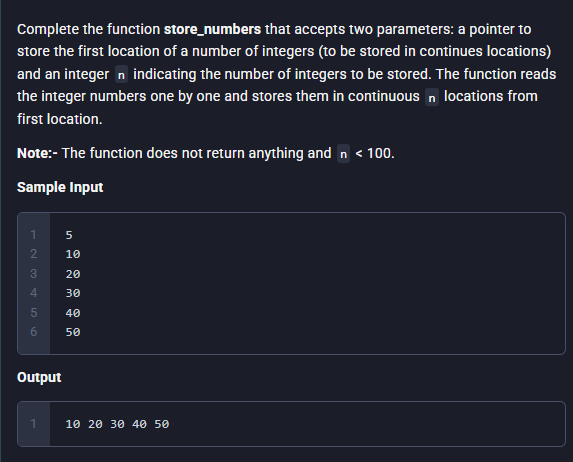 Complete the function store_numbers that accepts two parameters: a pointer to
store the first location of a number of integers (to be stored in continues locations)
and an integer n indicating the number of integers to be stored. The function reads
the integer numbers one by one and stores them in continuous n locations from
first location.
Note:- The function does not return anything and n < 100.
Sample Input
1 5
2 10
3 20
4 30
5 40
6 50
Output
1 10 20 30 40 50